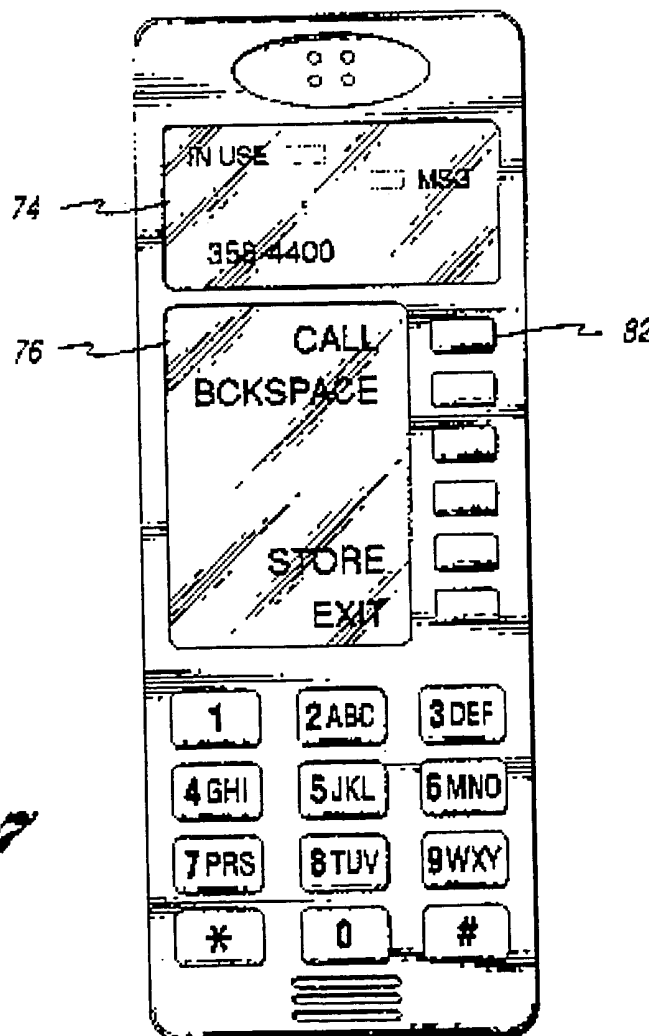 IN USE
MSG
74
358-4400
76
CALL
82
BCKSPACE
STORE
EXIT
1 2ABC 3DEF
4GHI 5JKL 6MNO
7PRS 8TUV 9WXY
* 0 #